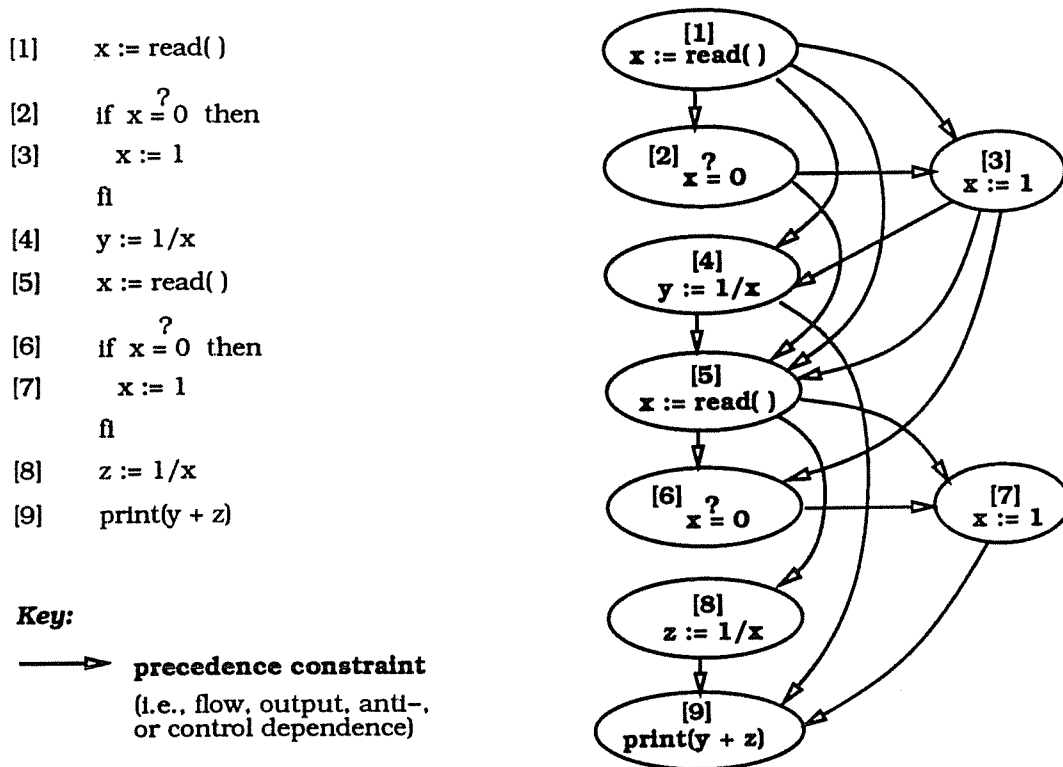 [1] x := read( )
?
[2] if x = 0 then
[3] x := 1
fi
[4] y := 1/x
[5] x := read( )
?
[6] if x = 0 then
[7] x := 1
fi
[8] z := 1/x
[9] print(y + z)
Key:
precedence constraint
(i.e., flow, output, anti–,
or control dependence)
[1]
x := read( )
[2] ?
x = 0
[3]
x := 1
[4]
y := 1/x
[5]
x := read( )
[6] ?
x = 0
[7]
x := 1
[8]
z := 1/x
[9]
print(y + z)